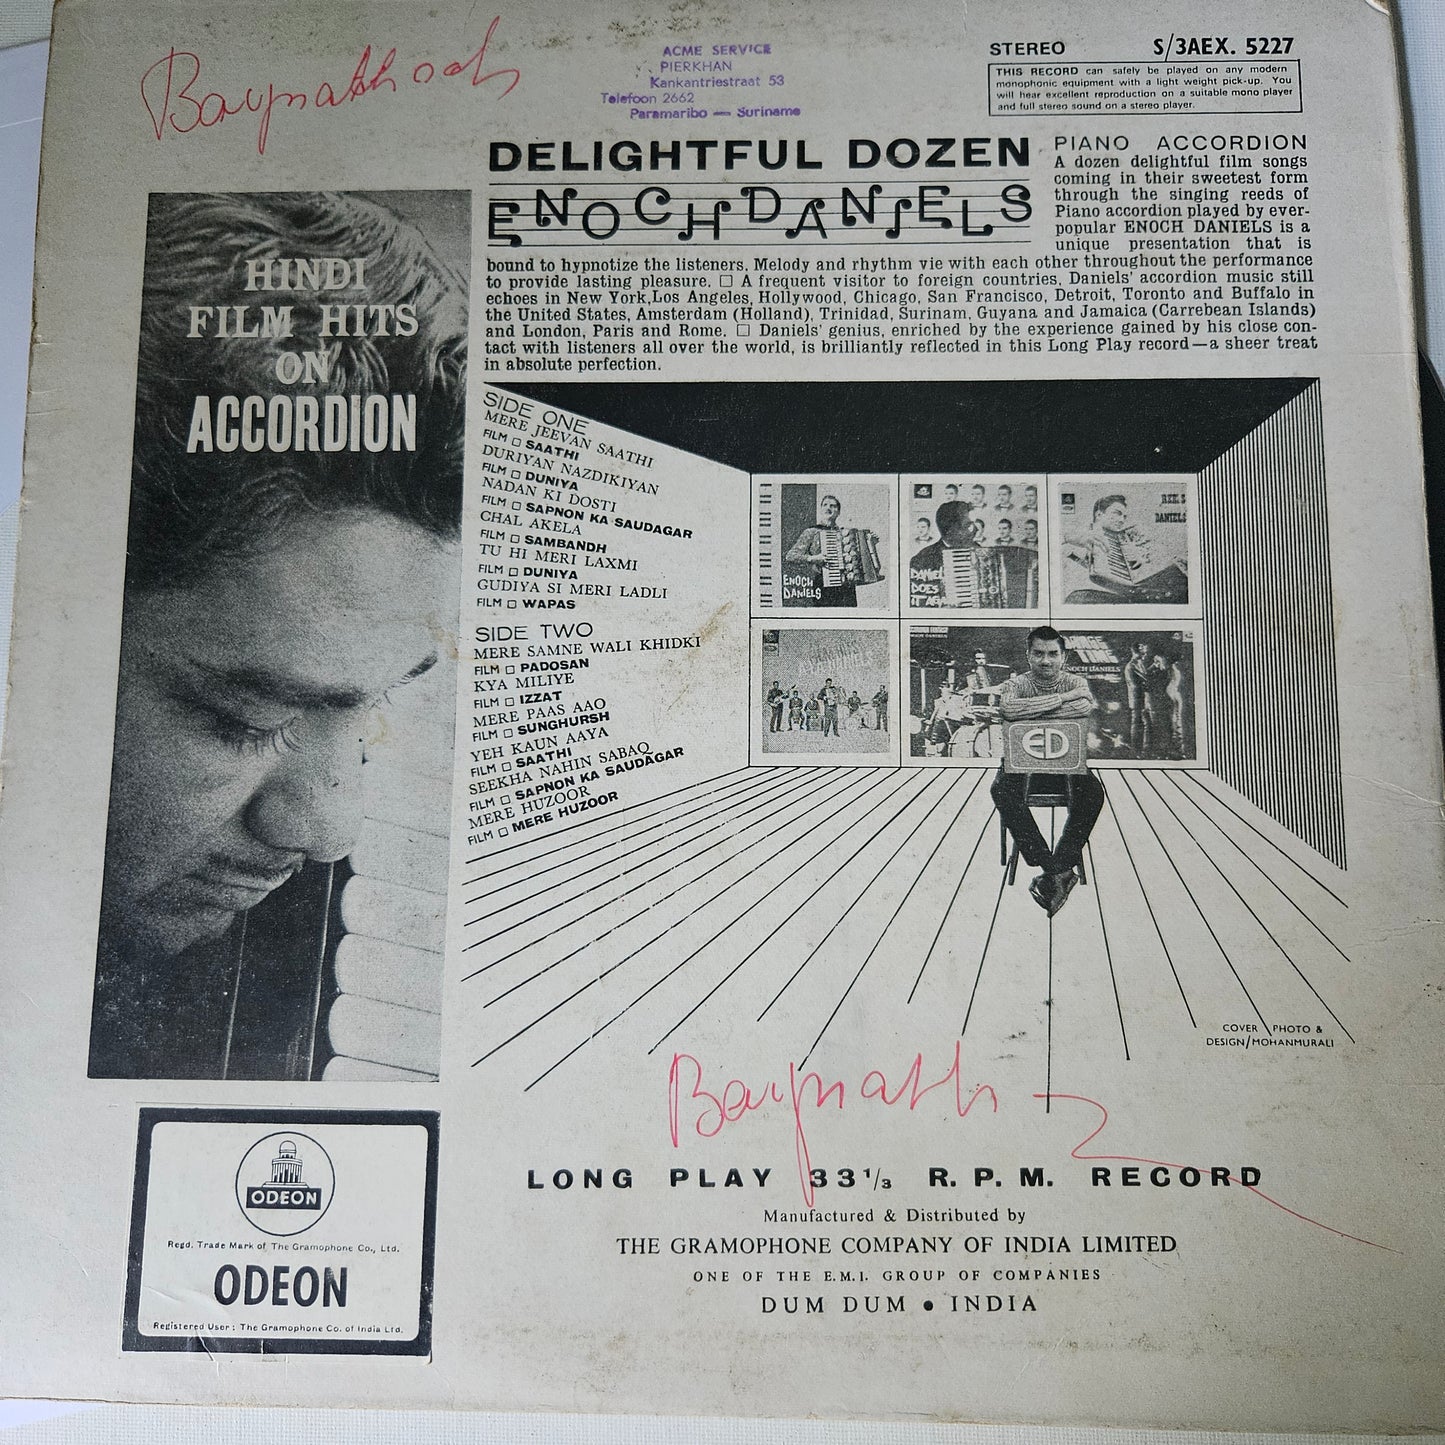 Baijnath
ACME SERVICE
PIERKHAN
Kankantriestraat 53
Telefoon 2662
Paramaribo — Suriname
STEREO S/3AEX. 5227
THIS RECORD can safely be played on any modern
monophonic equipment with a light weight pick-up. You
will hear excellent reproduction on a suitable mono player
and full stereo sound on a stereo player.
DELIGHTFUL DOZEN
ENOCH DANIELS
PIANO ACCORDION
A dozen delightful film songs
coming in their sweetest form
through the singing reeds of
Piano accordion played by ever-
popular ENOCH DANIELS is a
unique presentation that is
bound to hypnotize the listeners. Melody and rhythm vie with each other throughout the performance
to provide lasting pleasure. □ A frequent visitor to foreign countries, Daniels' accordion music still
echoes in New York,Los Angeles, Hollywood, Chicago, San Francisco, Detroit, Toronto and Buffalo in
the United States, Amsterdam (Holland), Trinidad, Surinam, Guyana and Jamaica (Carrebean Islands)
and London, Paris and Rome. □ Daniels' genius, enriched by the experience gained by his close con-
tact with listeners all over the world, is brilliantly reflected in this Long Play record—a sheer treat
in absolute perfection.
HINDI
FILM HITS
ON
ACCORDION
SIDE ONE
MERE JEEVAN SAATHI
FILM □ SAATHI
DURIYAN NAZDIKIYAN
FILM □ DUNIYA
NADAN KI DOSTI
FILM □ SAPNON KA SAUDAGAR
CHAL AKELA
FILM □ SAMBANDH
TU HI MERI LAXMI
FILM □ DUNIYA
GUDIYA SI MERI LADLI
FILM □ WAPAS
SIDE TWO
MERE SAMNE WALI KHIDKI
FILM □ PADOSAN
KYA MILIYE
FILM □ IZZAT
MERE PAAS AAO
FILM □ SUNGHURSH
YEH KAUN AAYA
FILM □ SAATHI
SEEKHA NAHIN SABAQ
FILM □ SAPNON KA SAUDAGAR
MERE HUZOOR
FILM □ MERE HUZOOR
ENOCH
DANIELS
DANIELS
DOES
IT AGAIN
DANIELS
DANCE
TIME
ENOCH DANIELS
ED
COVER PHOTO &
DESIGN/MOHANMURALI
Baijnath
LONG PLAY 33 1/3 R. P. M. RECORD
Manufactured & Distributed by
THE GRAMOPHONE COMPANY OF INDIA LIMITED
ONE OF THE E.M.I. GROUP OF COMPANIES
DUM DUM • INDIA
ODEON
Regd. Trade Mark of The Gramophone Co., Ltd.
ODEON
Registered User : The Gramophone Co. of India Ltd.